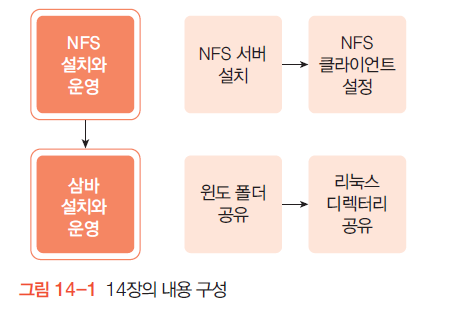 NFS
설치와
운영
NFS 서버
설치
NFS
클라이언트
설정
삼바
설치와
운영
윈도 폴더
공유
리눅스
디렉터리
공유
그림 14-1 14장의 내용 구성